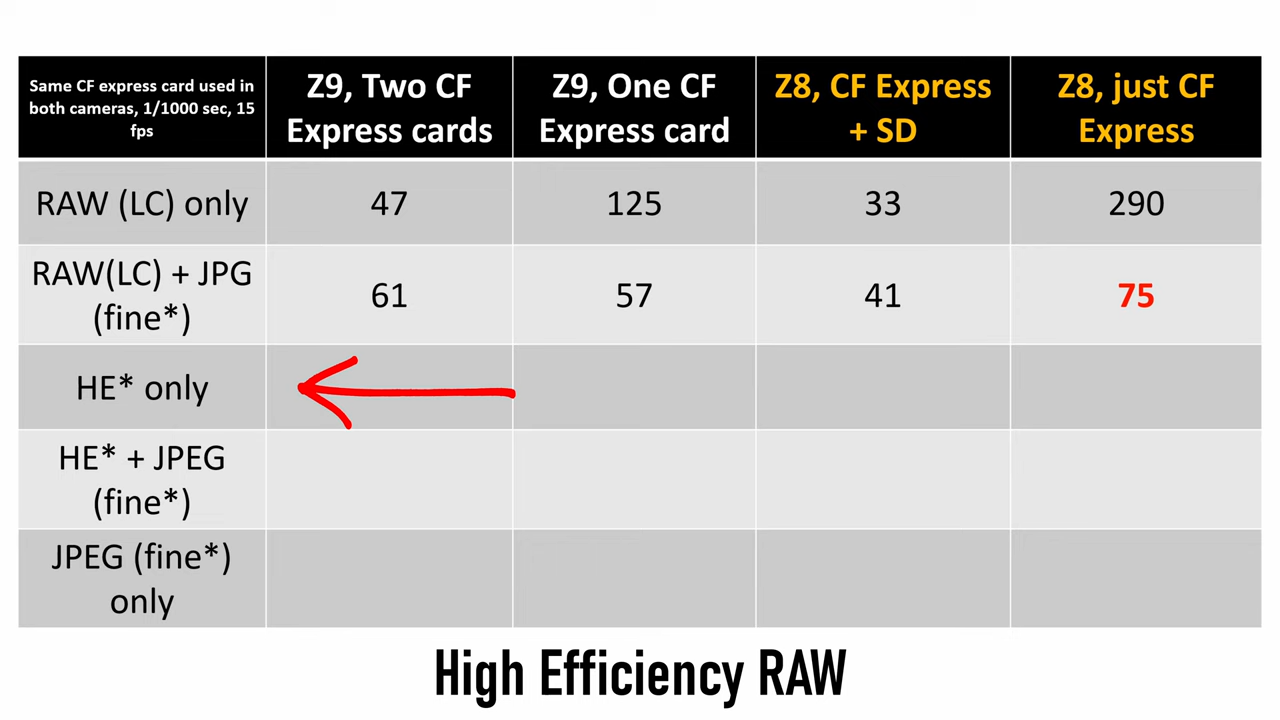 Same CF express card used in
both cameras, 1/1000 sec, 15
fps
Z9, Two CF
Express cards
Z9, One CF
Express card
Z8, CF Express
+ SD
Z8, just CF
Express
RAW (LC) only
47
125
33
290
RAW(LC) + JPG
(fine*)
61
57
41
75
HE* only
HE* + JPEG
(fine*)
JPEG (fine*)
only
High Efficiency RAW